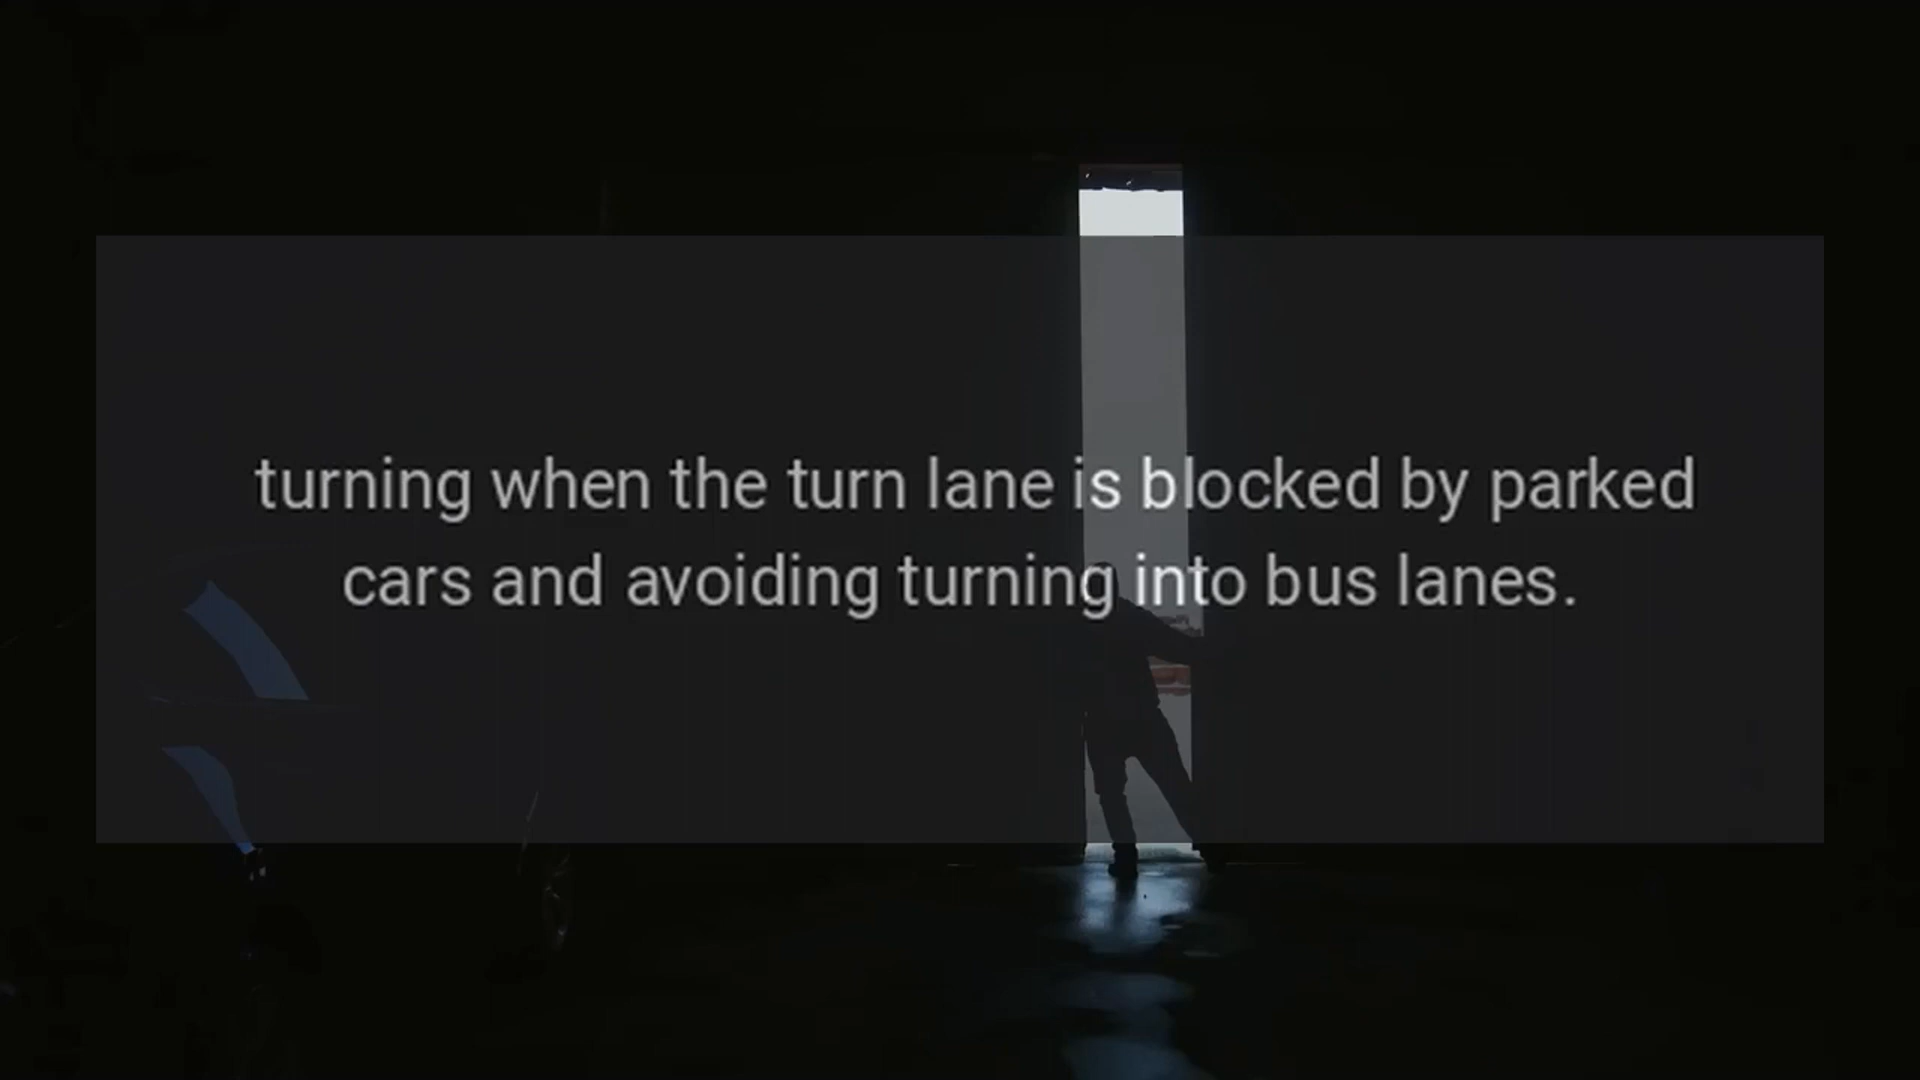 turning when the turn lane is blocked by parked
cars and avoiding turning into bus lanes.